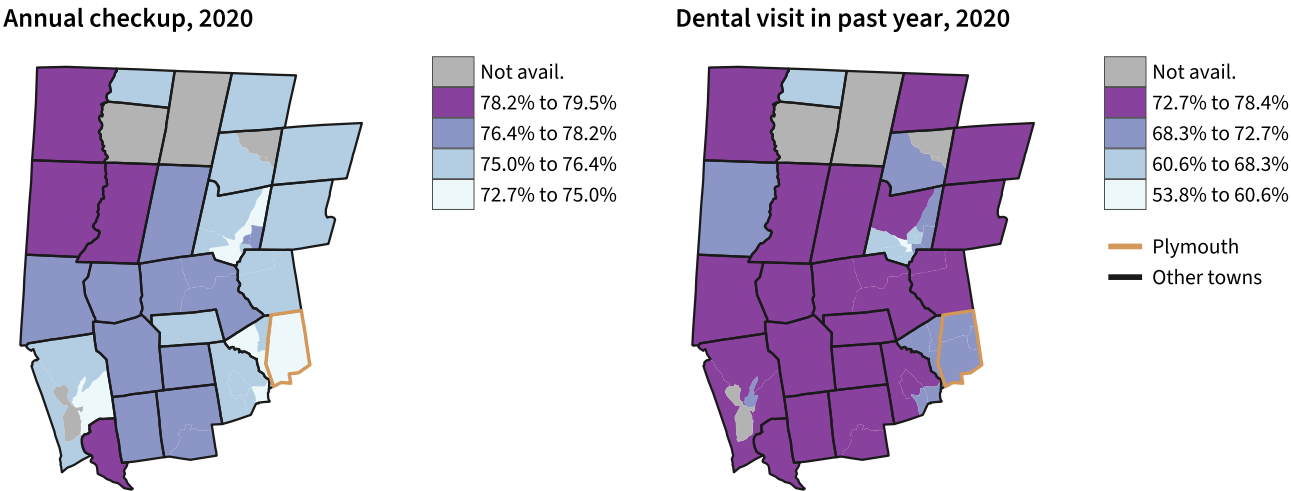 Annual checkup, 2020
Not avail.
78.2% to 79.5%
76.4% to 78.2%
75.0% to 76.4%
72.7% to 75.0%
Dental visit in past year, 2020
Not avail.
72.7% to 78.4%
68.3% to 72.7%
60.6% to 68.3%
53.8% to 60.6%
Plymouth
Other towns